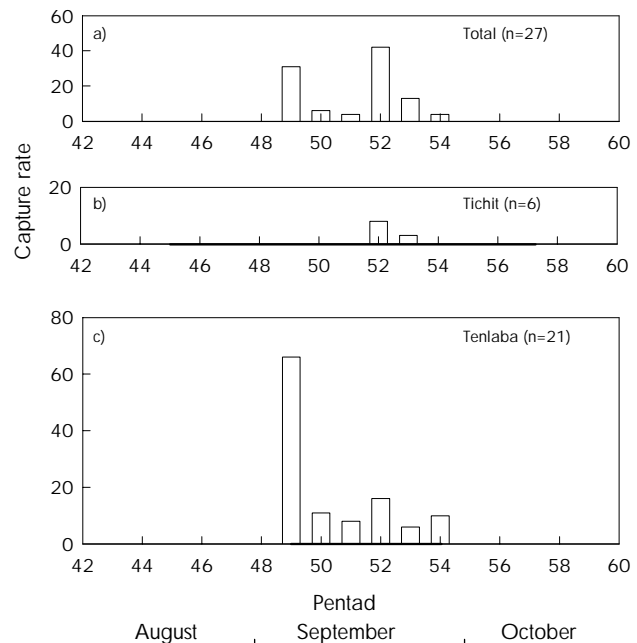 60
a)
Total (n=27)
40
20
0
42 44 46 48 50 52 54 56 58 60
Capture rate
20
b)
Tichit (n=6)
0
42 44 46 48 50 52 54 56 58 60
80
c)
Tenlaba (n=21)
60
40
20
0
42 44 46 48 50 52 54 56 58 60
Pentad
August September October